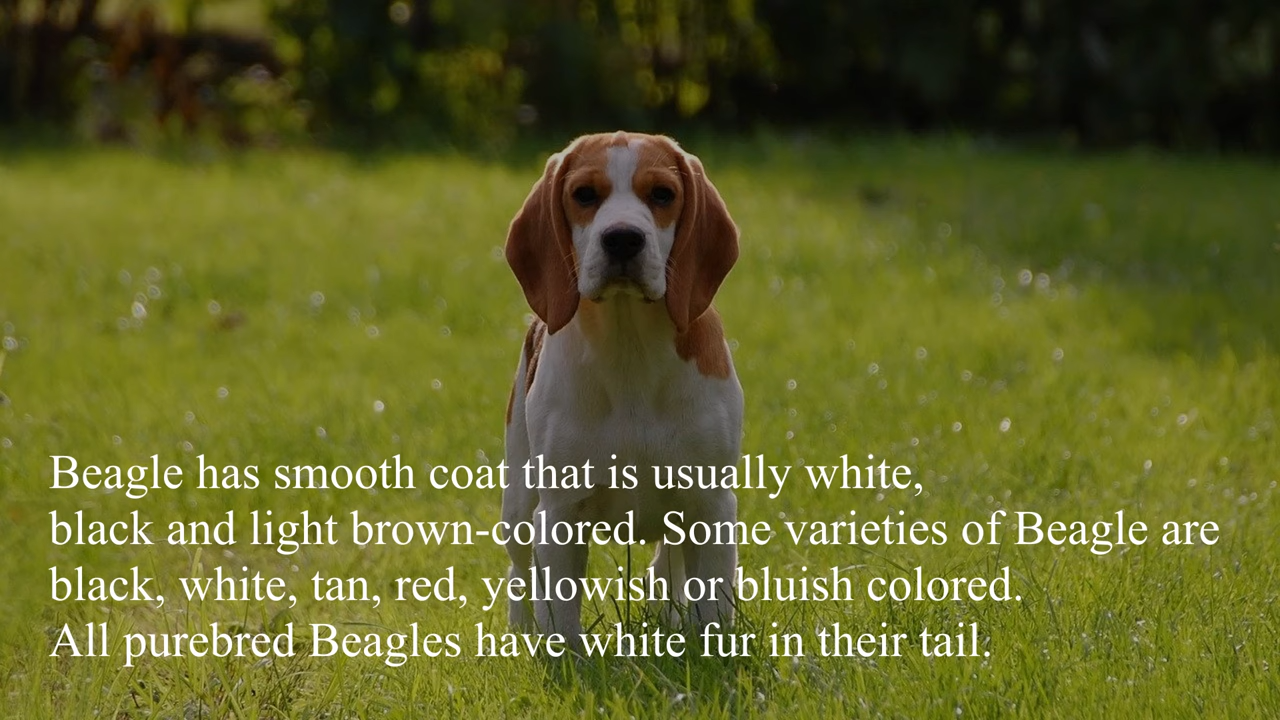 Beagle has smooth coat that is usually white,
black and light brown-colored. Some varieties of Beagle are
black, white, tan, red, yellowish or bluish colored.
All purebred Beagles have white fur in their tail.